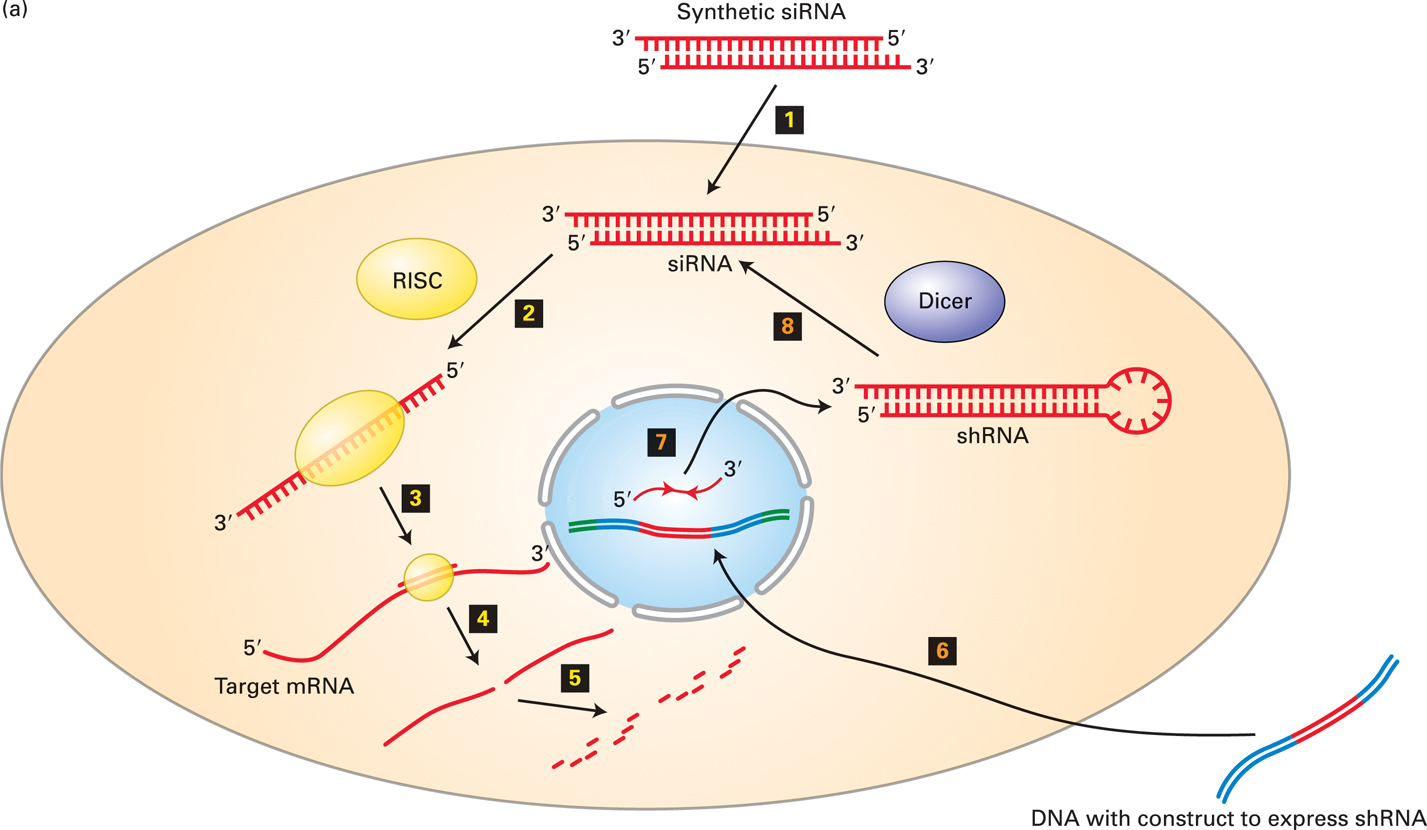 (a)
Synthetic siRNA
3′ 5′
5′ 3′
1
3′ 5′
5′ 3′
siRNA
RISC
Dicer
2
8
5′
3′
3′
5′
shRNA
7
3′
5′
3
3′
4
5′
Target mRNA
5
6
DNA with construct to express shRNA